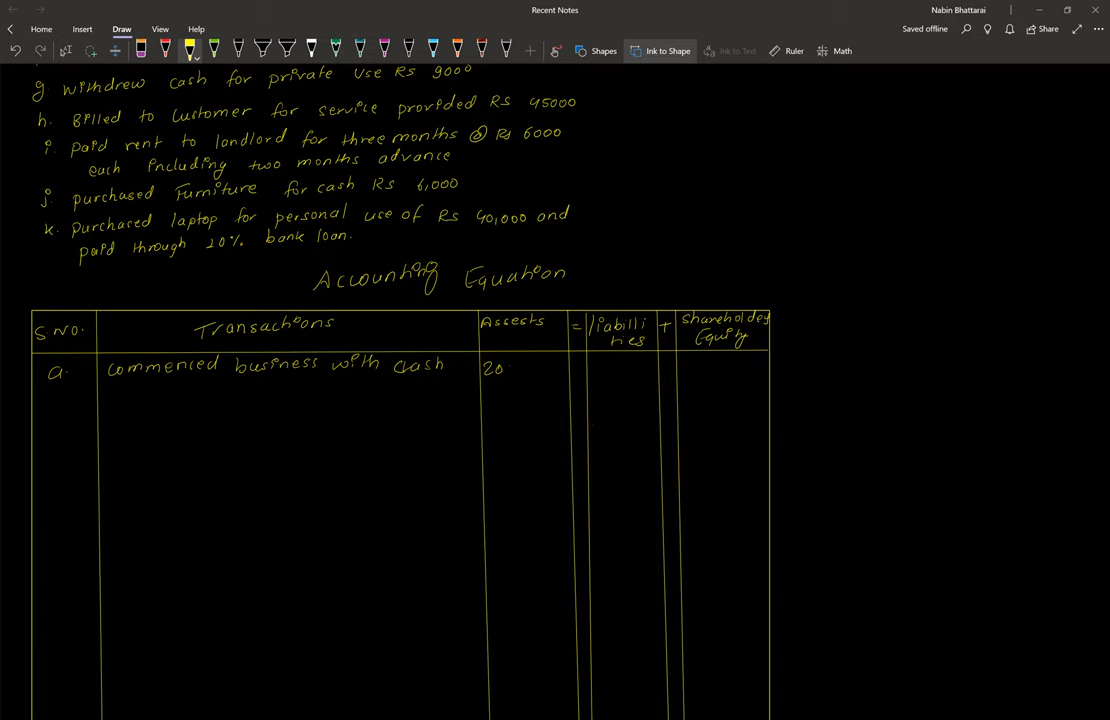 Recent Notes
Nabin Bhattarai
Home Insert Draw View Help
Saved offline
Share
Shapes
Ink to Shape
Ink to Text
Ruler
Math
g withdrew cash for private use Rs 9000
h. Billed to customer for service provided Rs 45000
i. paid rent to landlord for three months @ Rs 6000
each including two months advance
j. purchased Furniture for cash Rs 6,000
k. purchased laptop for personal use of Rs 40,000 and
paid through 20% bank loan.
Accounting Equation
S NO. Transactions Assests = liabilli + Shareholder
ties Equity
a. commenced business with cash 20